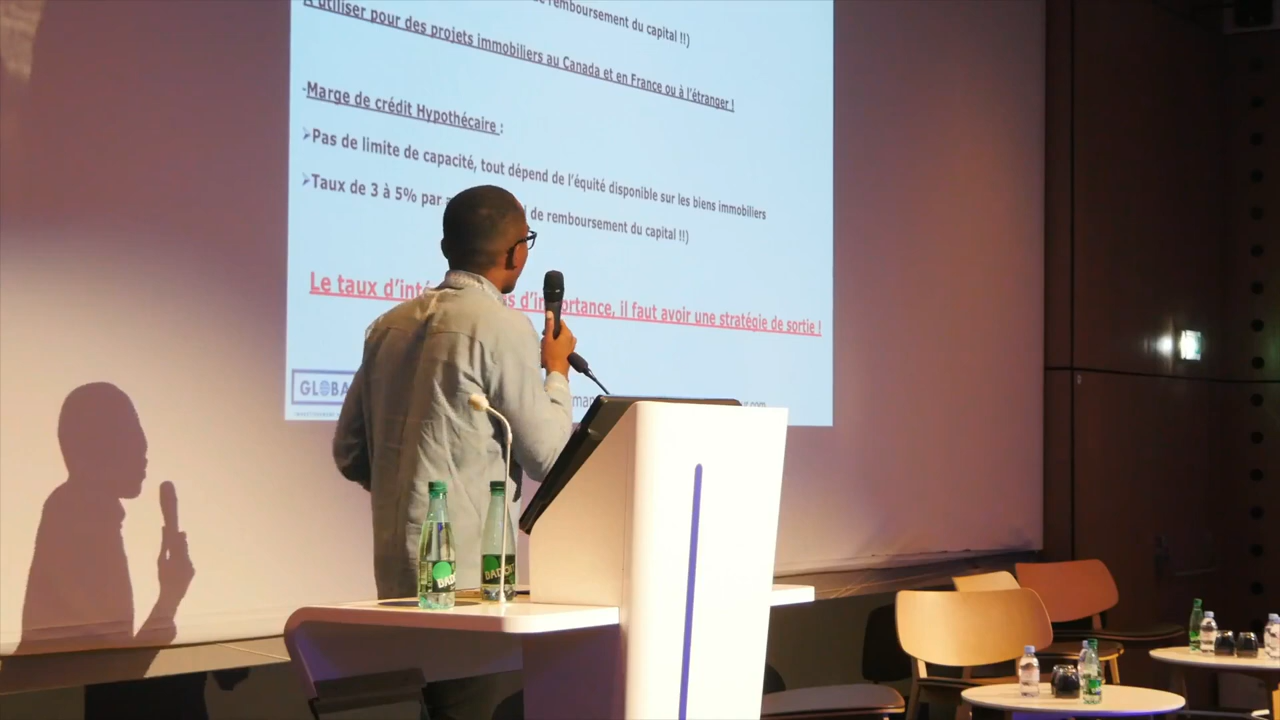 remboursement du capital !!)
A utiliser pour des projets immobiliers au Canada et en France ou à l'étranger !
-Marge de crédit Hypothécaire :
➢Pas de limite de capacité, tout dépend de l'équité disponible sur les biens immobiliers
➢Taux de 3 à 5% par de remboursement du capital !!)
Le taux d'inté d'importance, il faut avoir une stratégie de sortie !
GLOBA
BADOIT